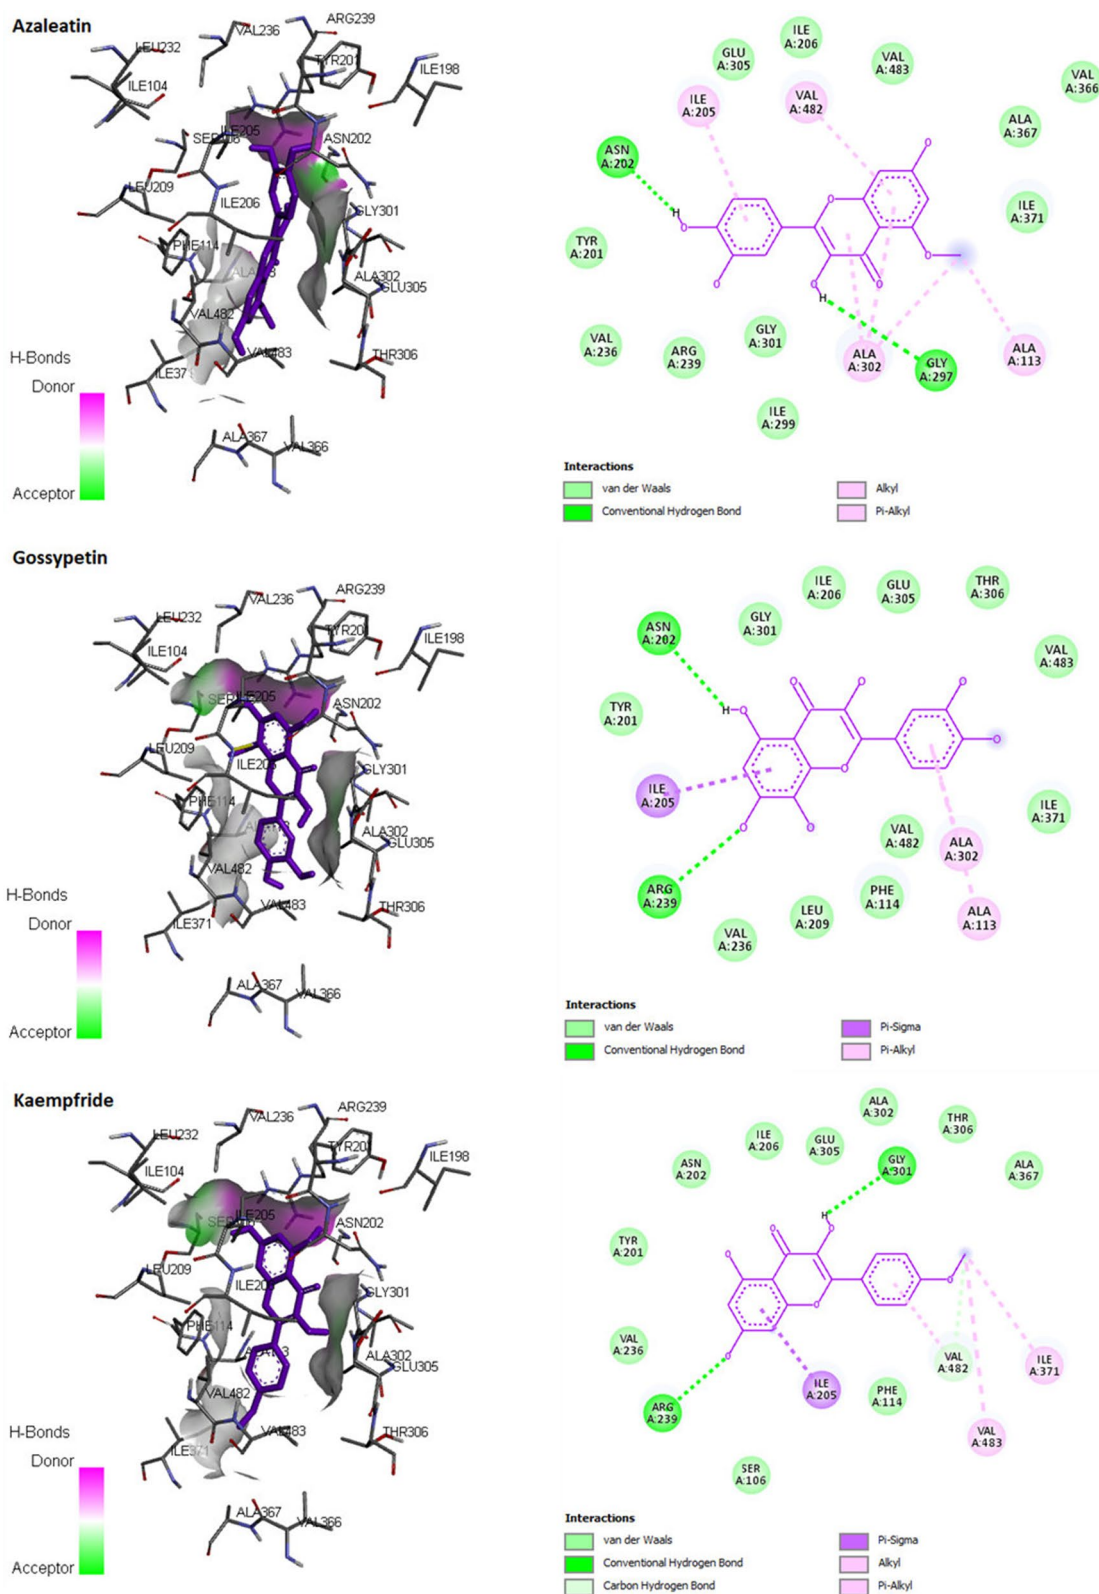 Azaleatin
ARG239
VAL236
LEU232
TYR201
ILE198
ILE104
ILE205
ASN202
LEU209
ILE206
GLY301
PHE114
ALA302
GLU305
VAL482
H-Bonds
VAL483
THR306
Donor
ALA367
VAL366
Acceptor
ILE
A:206
GLU
A:305
VAL
A:483
VAL
A:366
ILE
A:205
VAL
A:482
ALA
A:367
ASN
A:202
H
O
O
O
ILE
A:371
TYR
A:201
O
O
O
O
H
VAL
A:236
ARG
A:239
GLY
A:301
ALA
A:302
GLY
A:297
ALA
A:113
ILE
A:299
Interactions
van der Waals
Alkyl
Conventional Hydrogen Bond
Pi-Alkyl
Gossypetin
ARG239
VAL236
LEU232
TYR201
ILE198
ILE104
ILE205
ASN202
LEU209
GLY301
PHE114
ALA302
GLU305
VAL482
H-Bonds
VAL483
THR306
Donor
ILE371
ALA367
VAL366
Acceptor
ILE
A:206
GLU
A:305
THR
A:306
ASN
A:202
GLY
A:301
VAL
A:483
TYR
A:201
H
O
O
O
O
O
O
O
O
ILE
A:205
VAL
A:482
ALA
A:302
ILE
A:371
ARG
A:239
PHE
A:114
LEU
A:209
ALA
A:113
VAL
A:236
Interactions
van der Waals
Pi-Sigma
Conventional Hydrogen Bond
Pi-Alkyl
Kaempfride
ARG239
VAL236
LEU232
ILE198
ILE104
ILE205
ASN202
LEU209
GLY301
PHE114
ALA302
GLU305
VAL482
H-Bonds
VAL483
THR306
Donor
ALA367
VAL366
Acceptor
ALA
A:302
THR
A:306
ILE
A:206
GLU
A:305
ASN
A:202
GLY
A:301
ALA
A:367
TYR
A:201
H
O
O
O
O
O
O
VAL
A:236
VAL
A:482
ILE
A:371
ARG
A:239
ILE
A:205
PHE
A:114
VAL
A:483
SER
A:106
Interactions
van der Waals
Pi-Sigma
Conventional Hydrogen Bond
Alkyl
Carbon Hydrogen Bond
Pi-Alkyl